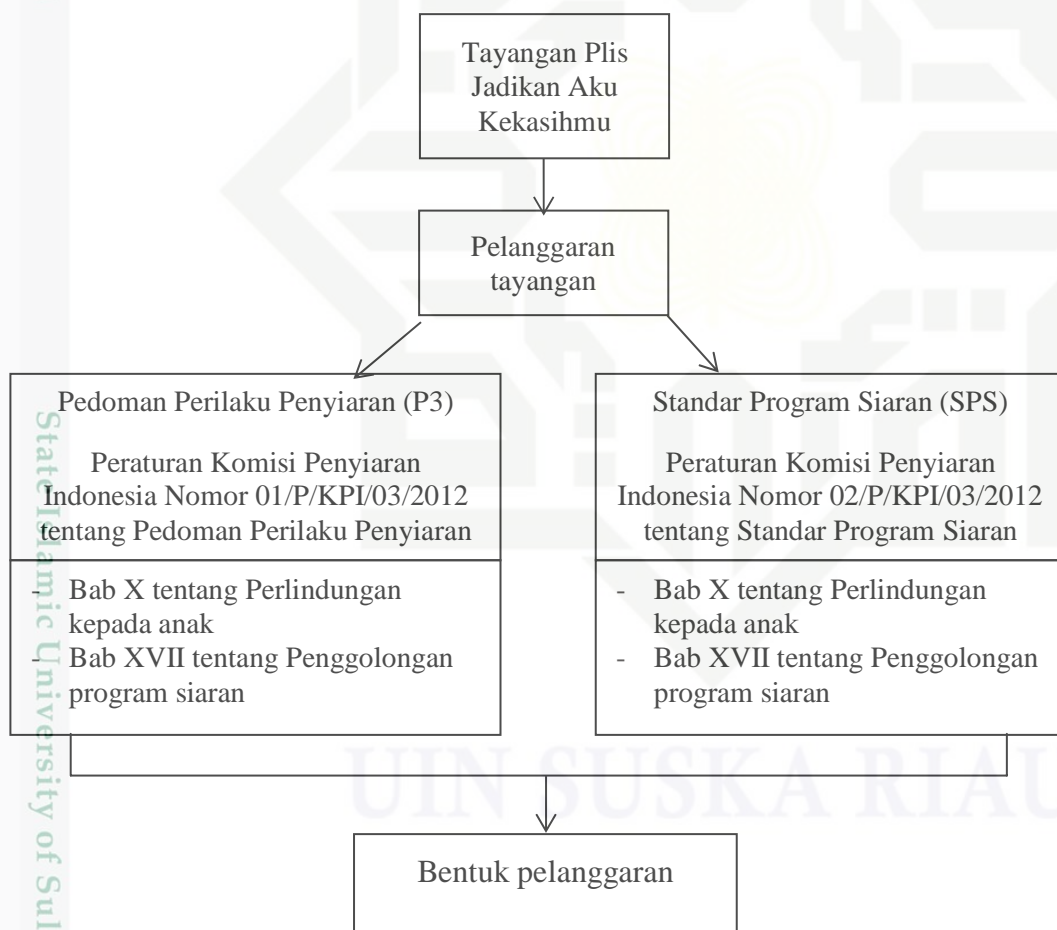 Tayangan Plis
Jadikan Aku
Kekasihmu
Pelanggaran
tayangan
Pedoman Perilaku Penyiaran (P3)
Peraturan Komisi Penyiaran
Indonesia Nomor 01/P/KPI/03/2012
tentang Pedoman Perilaku Penyiaran
- Bab X tentang Perlindungan
kepada anak
- Bab XVII tentang Penggolongan
program siaran
Standar Program Siaran (SPS)
Peraturan Komisi Penyiaran
Indonesia Nomor 02/P/KPI/03/2012
tentang Standar Program Siaran
- Bab X tentang Perlindungan
kepada anak
- Bab XVII tentang Penggolongan
program siaran
Bentuk pelanggaran
UIN SUSKA RIAU
State Islamic University of Sul